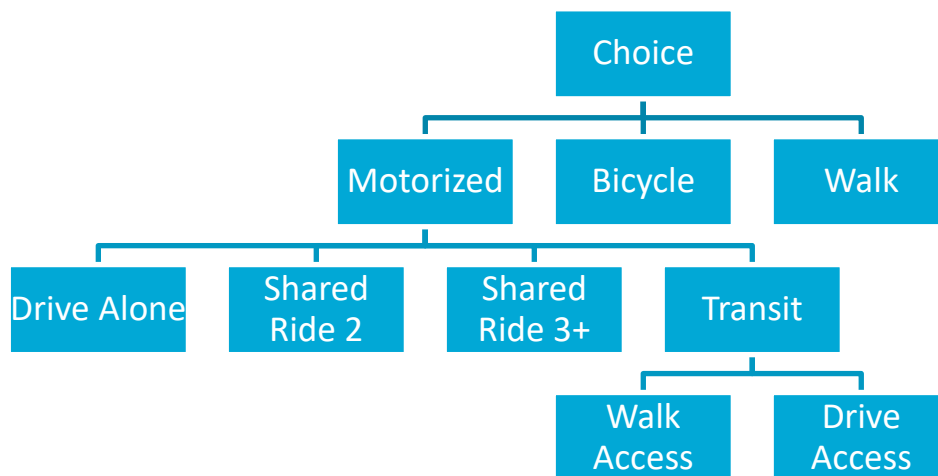 Choice
Motorized
Bicycle
Walk
Drive Alone
Shared
Ride 2
Shared
Ride 3+
Transit
Walk
Access
Drive
Access